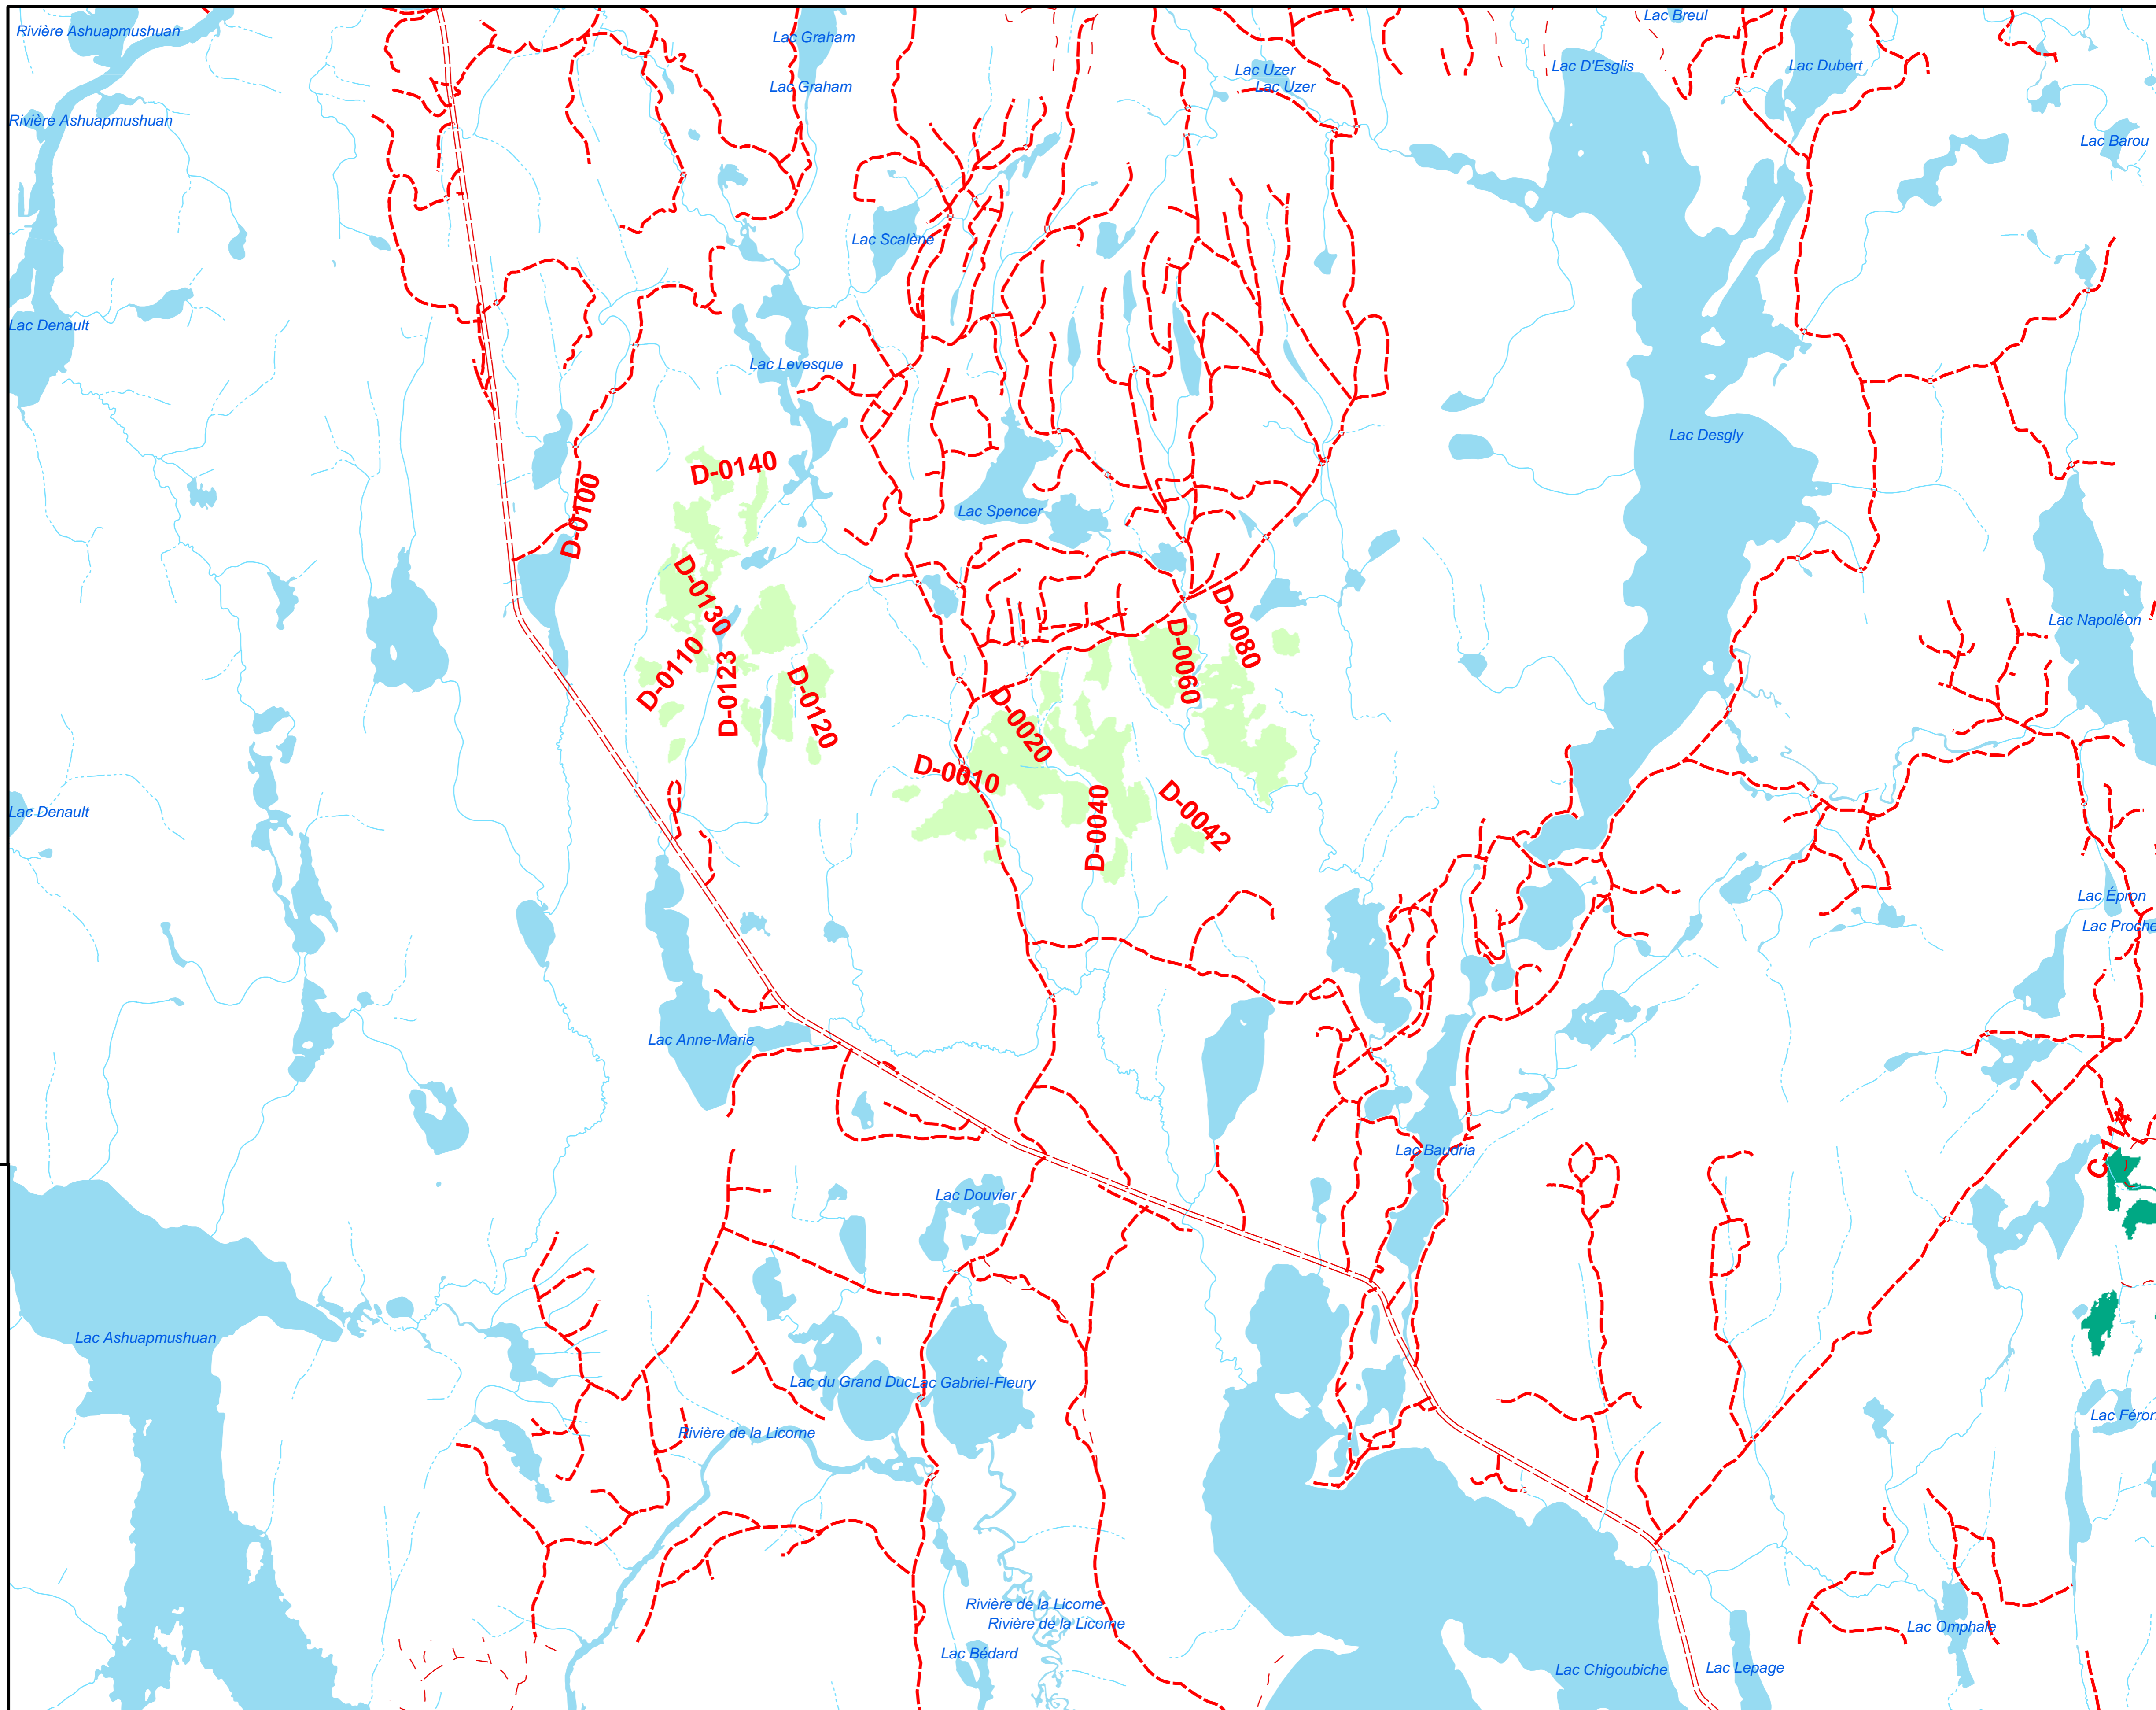 Lac Breul
Rivière Ashuapmushuan
Lac Graham
Lac Uzer
Lac D'Esglis
Lac Dubert
Lac Graham
Lac Uzer
Rivière Ashuapmushuan
Lac Barou
Lac Scalène
Lac Denault
Lac Levesque
Lac Desgly
D-0140
D-0100
Lac Spencer
D-0130
Lac Napoléon
D-0080
D-0060
D-0110
D-0123
D-0120
D-0020
D-0010
Lac Denault
D-0040
D-0042
Lac Épron
Lac Proche
Lac Anne-Marie
Lac Baudria
Lac Douvier
Lac Ashuapmushuan
Lac du Grand Duc
Lac Gabriel-Fleury
Lac Féron
Rivière de la Licorne
Rivière de la Licorne
Rivière de la Licorne
Lac Omphale
Lac Bédard
Lac Chigoubiche
Lac Lepage